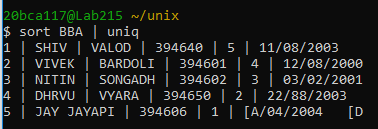 20bca117@Lab215 ~/unix
$ sort BBA | uniq
1 | SHIV | VALOD | 394640 | 5 | 11/08/2003
2 | VIVEK | BARDOLI | 394601 | 4 | 12/08/2000
3 | NITIN | SONGADH | 394602 | 3 | 03/02/2001
4 | DHRVU | VYARA | 394650 | 2 | 22/88/2003
5 | JAY JAYAPI | 394606 | 1 | [A/04/2004 [D